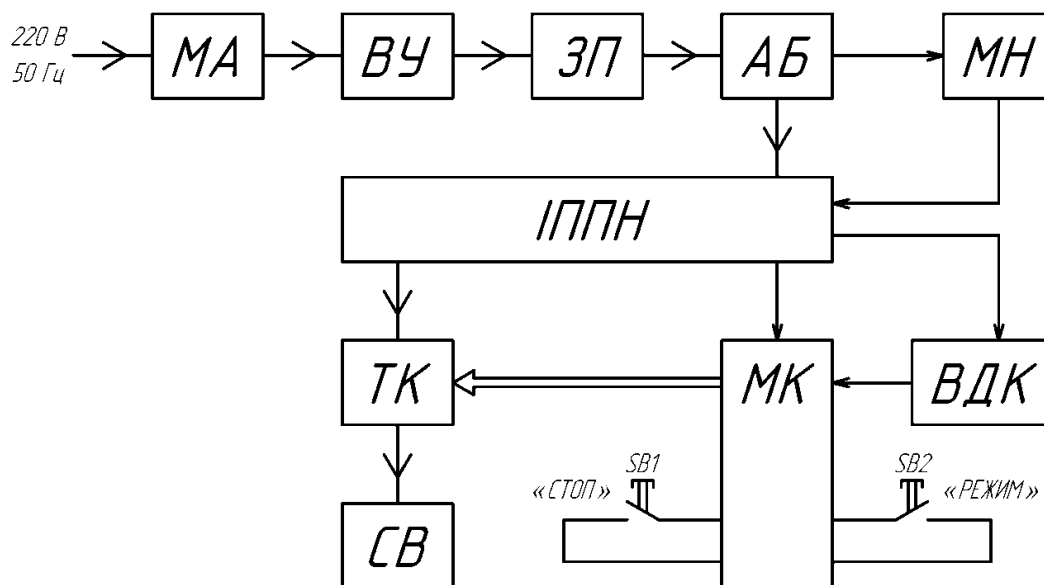 220 В
50 Гц
МА
ВУ
ЗП
АБ
МН
ІППН
ТК
МК
ВДК
SB1
SB2
«СТОП»
«РЕЖИМ»
СВ